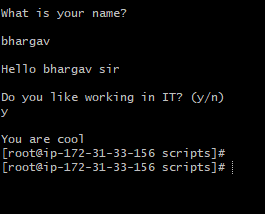 What is your name?
bhargav
Hello bhargav sir
Do you like working in IT? (y/n)
y
You are cool
[root@ip-172-31-33-156 scripts]#
[root@ip-172-31-33-156 scripts]#